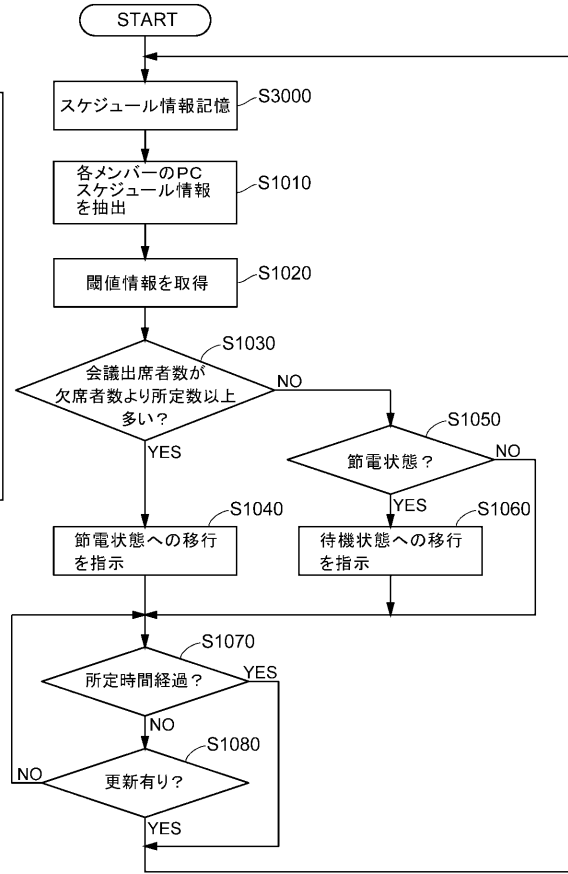 START
スケジュール情報記憶
S3000
各メンバーのPC
スケジュール情報
を抽出
S1010
閾値情報を取得
S1020
S1030
会議出席者数が
欠席者数より所定数以上
多い?
NO
YES
S1050
節電状態?
NO
YES
S1040
節電状態への移行
を指示
S1060
待機状態への移行
を指示
S1070
所定時間経過?
YES
NO
S1080
更新有り?
NO
YES